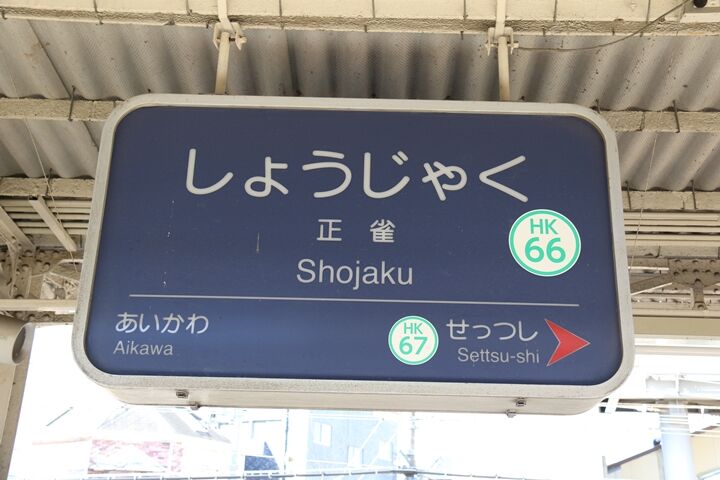 しょうじゃく
正雀
Shojaku
HK
66
あいかわ
Aikawa
HK
67
せっつし
Settsu-shi